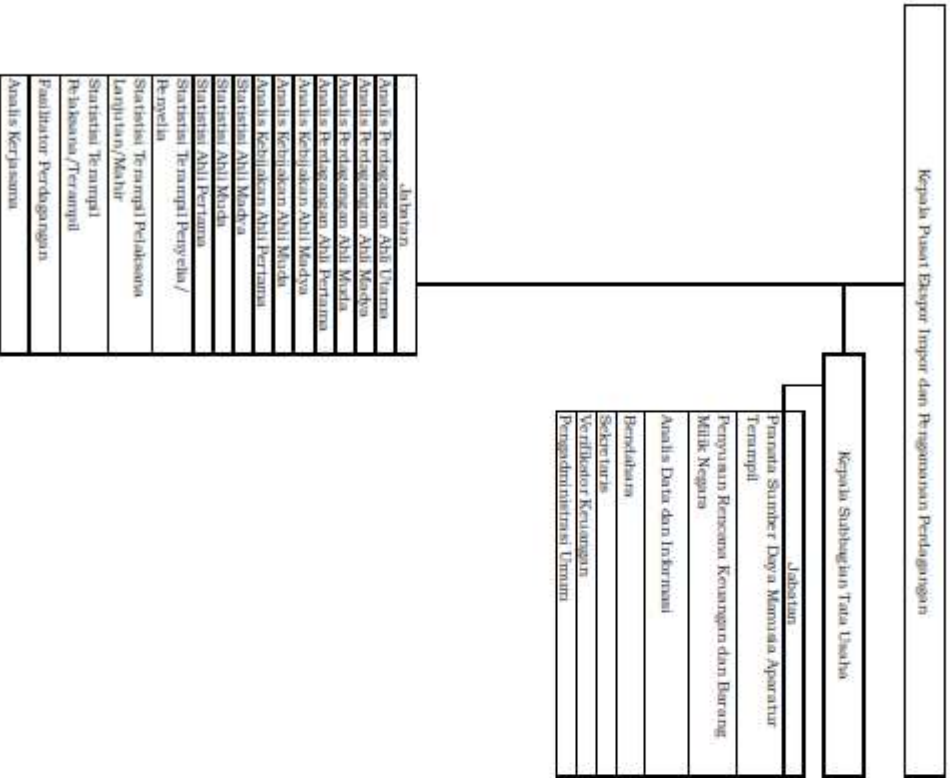 Kepala Pusat Ekspor Impor dan Pengamanan Perdagangan
Kepala Subbagian Tata Usaha
Jabatan
Pranata Sumber Daya Manusia Aparatur
Terampil
Penyusun Rencana Keuangan dan Barang
Milik Negara
Analis Data dan Informasi
Bendahara
Sekretaris
Verifikator Keuangan
Pengadministrasi Umum
Jabatan
Analis Perdagangan Ahli Utama
Analis Perdagangan Ahli Madya
Analis Perdagangan Ahli Muda
Analis Perdagangan Ahli Pertama
Analis Kebijakan Ahli Madya
Analis Kebijakan Ahli Muda
Analis Kebijakan Ahli Pertama
Statistisi Ahli Madya
Statistisi Ahli Muda
Statistisi Ahli Pertama
Statistisi Terampil Penyelia/
Penyelia
Statistisi Terampil Pelaksana
Lanjutan/Mahir
Statistisi Terampil
Pelaksana/Terampil
Fasilitator Perdagangan
Analis Kerjasama